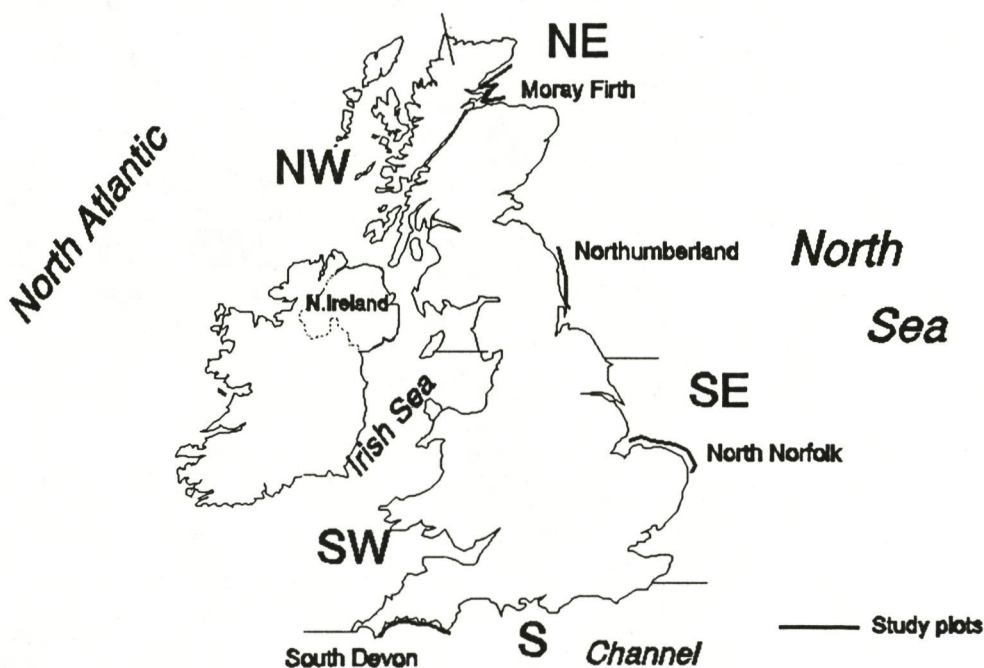 NE
Moray Firth
North Atlantic
NW
Northumberland
North
Sea
N.Ireland
SE
Irish Sea
North Norfolk
SW
Study plots
S
South Devon
Channel